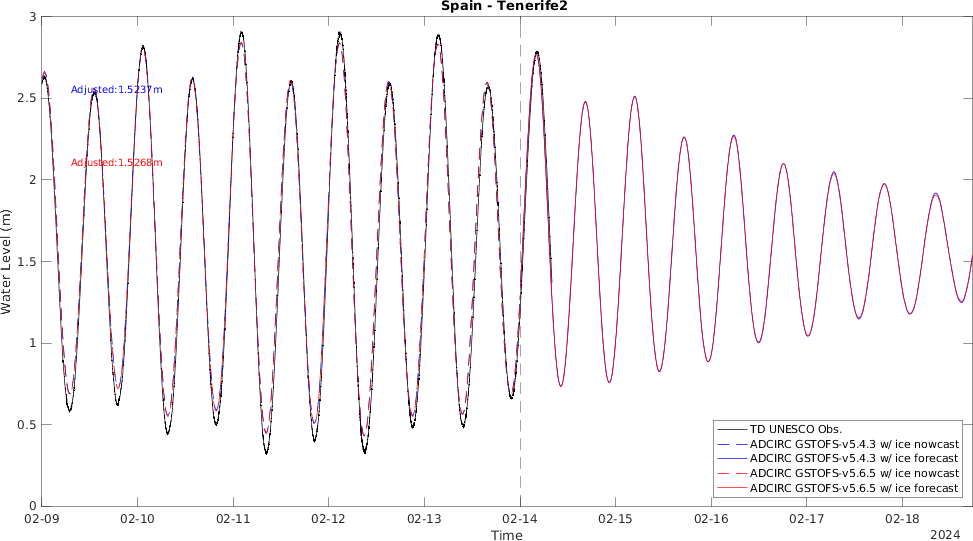 Spain - Tenerife2
3
2.5
2
1.5
1
0.5
0
Water Level (m)
Adjusted:1.5237m
Adjusted:1.5268m
TD UNESCO Obs.
ADCIRC GSTOFS-v5.4.3 w/ ice nowcast
ADCIRC GSTOFS-v5.4.3 w/ ice forecast
ADCIRC GSTOFS-v5.6.5 w/ ice nowcast
ADCIRC GSTOFS-v5.6.5 w/ ice forecast
02-09 02-10 02-11 02-12 02-13 02-14 02-15 02-16 02-17 02-18
Time
2024